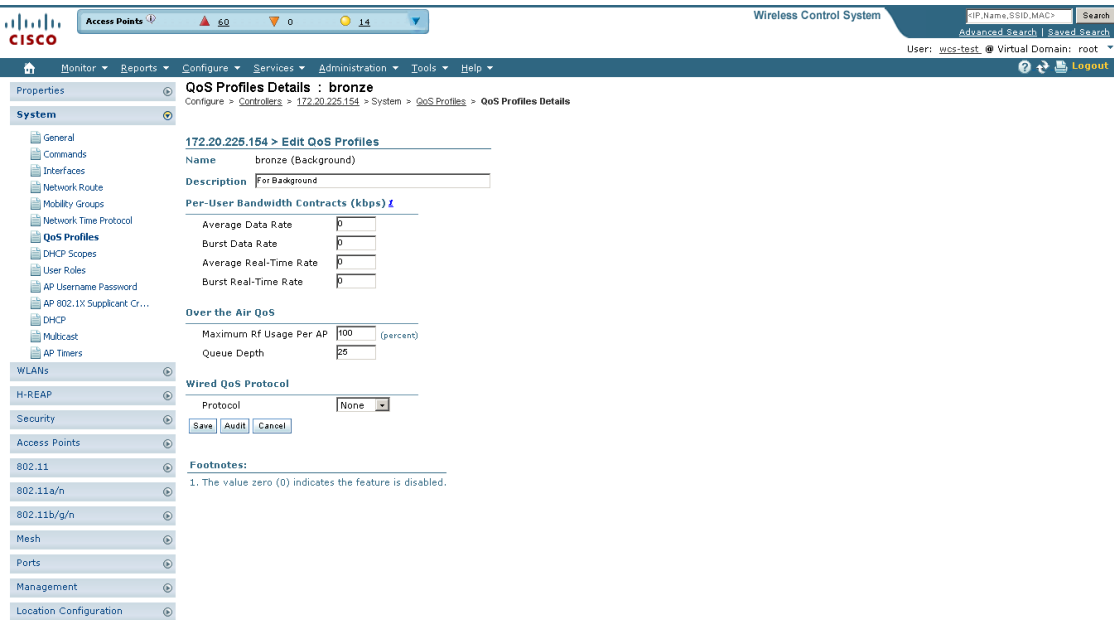 CISCO
Access Points 60 0 14
Wireless Control System
<IP,Name,SSID,MAC> Search
Advanced Search | Saved Search
User: wcs-test @ Virtual Domain: root
Monitor Reports Configure Services Administration Tools Help
Logout
Properties
System
General
Commands
Interfaces
Network Route
Mobility Groups
Network Time Protocol
QoS Profiles
DHCP Scopes
User Roles
AP Username Password
AP 802.1X Supplicant Cr...
DHCP
Multicast
AP Timers
WLANs
H-REAP
Security
Access Points
802.11
802.11a/n
802.11b/g/n
Mesh
Ports
Management
Location Configuration
QoS Profiles Details : bronze
Configure > Controllers > 172.20.225.154 > System > QoS Profiles > QoS Profiles Details
172.20.225.154 > Edit QoS Profiles
Name bronze (Background)
Description For Background
Per-User Bandwidth Contracts (kbps) 1
Average Data Rate 0
Burst Data Rate 0
Average Real-Time Rate 0
Burst Real-Time Rate 0
Over the Air QoS
Maximum Rf Usage Per AP 100 (percent)
Queue Depth 25
Wired QoS Protocol
Protocol None
Save Audit Cancel
Footnotes:
1. The value zero (0) indicates the feature is disabled.